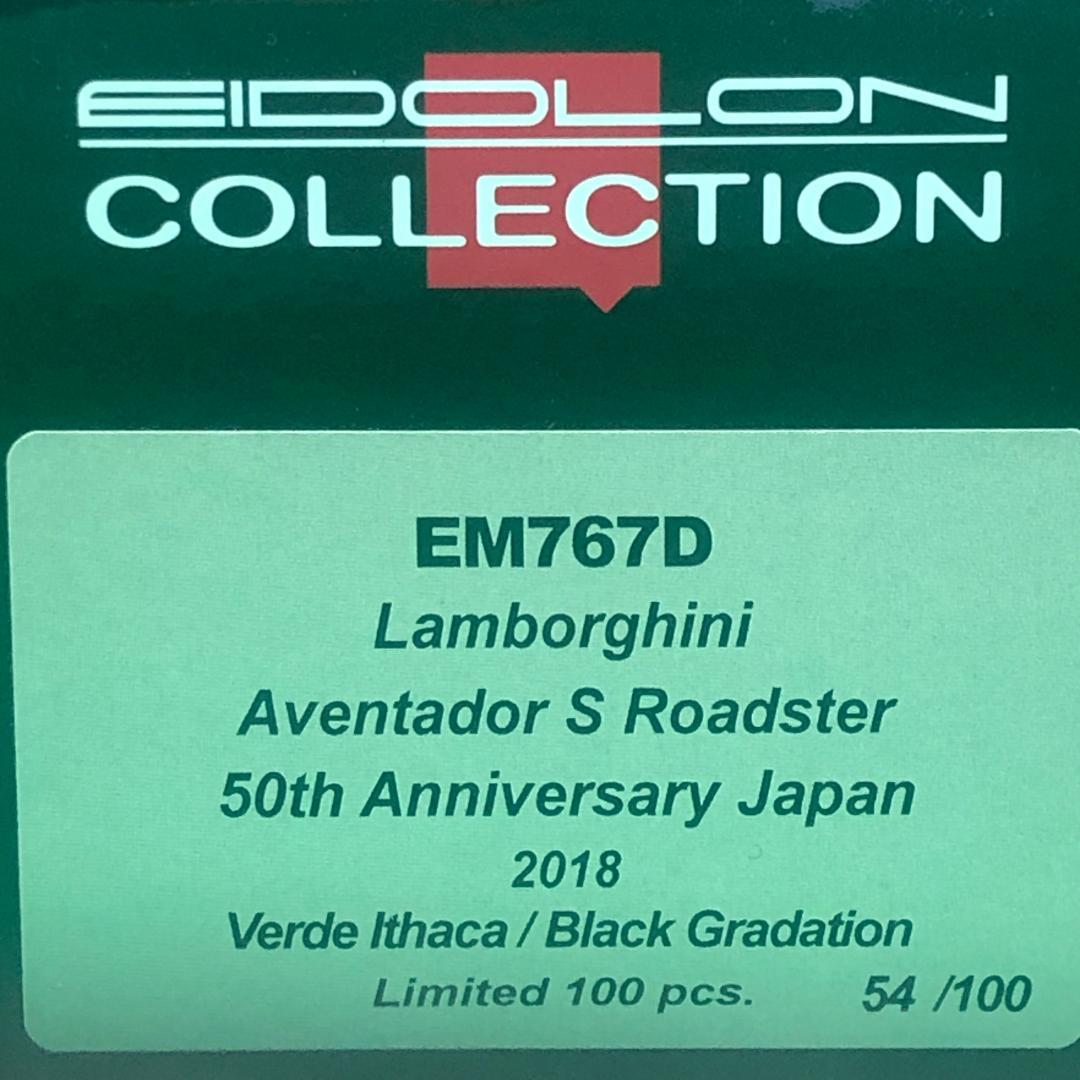 EIDOLON
COLLECTION
EM767D
Lamborghini
Aventador S Roadster
50th Anniversary Japan
2018
Verde Ithaca / Black Gradation
Limited 100 pcs. 54 /100